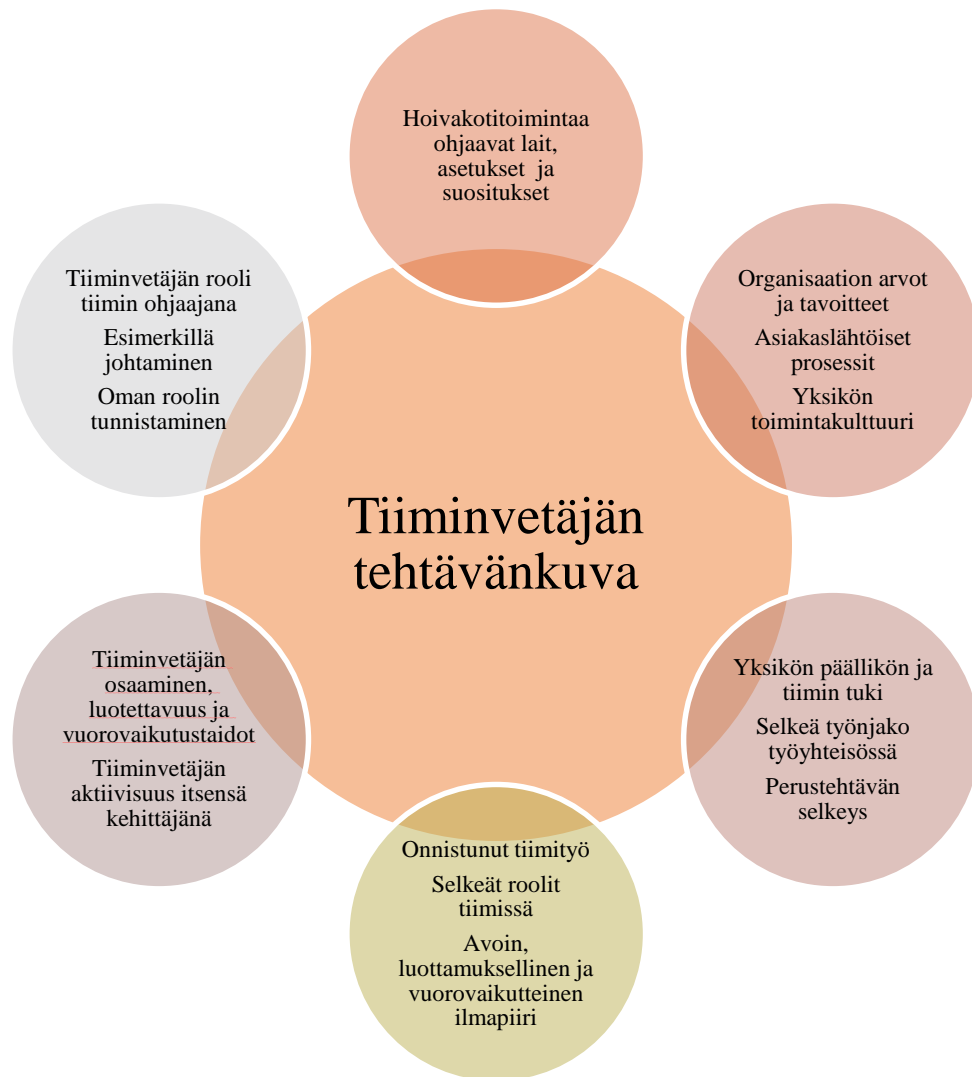 Hoivakotitoimintaa
ohjaavat lait,
asetukset ja
suositukset
Organisaation arvot
ja tavoitteet
Asiakaslähtöiset
prosessit
Yksikön
toimintakulttuuri
Yksikön päällikön ja
tiimin tuki
Selkeä työnjako
työyhteisössä
Perustehtävän
selkeys
Onnistunut tiimityö
Selkeät roolit
tiimissä
Avoin,
luottamuksellinen ja
vuorovaikutteinen
ilmapiiri
Tiiminvetäjän
osaaminen,
luotettavuus ja
vuorovaikutustaidot
Tiiminvetäjän
aktiivisuus itsensä
kehittäjänä
Tiiminvetäjän rooli
tiimin ohjaajana
Esimerkillä
johtaminen
Oman roolin
tunnistaminen
Tiiminvetäjän
tehtävänkuva